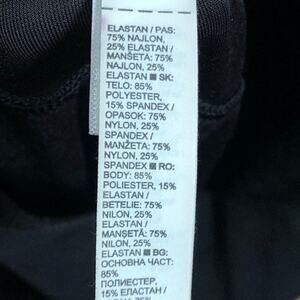 ELASTAN / PAS:
75% NAJLON,
25% ELASTAN /
MANŠETA: 75%
NAJLON, 25%
ELASTAN ■ SK:
TELO: 85%
POLYESTER,
15% SPANDEX /
OPASOK: 75%
NYLON, 25%
SPANDEX /
MANŽETA: 75%
NYLON, 25%
SPANDEX ■ RO:
BODY: 85%
POLIESTER, 15%
ELASTAN /
BETELIE: 75%
NILON, 25%
ELASTAN /
MANȘETĂ: 75%
NILON, 25%
ELASTAN ■ BG:
ОСНОВНА ЧАСТ:
85%
ПОЛИЕСТЕР,
15% ЕЛАСТАН /
75%